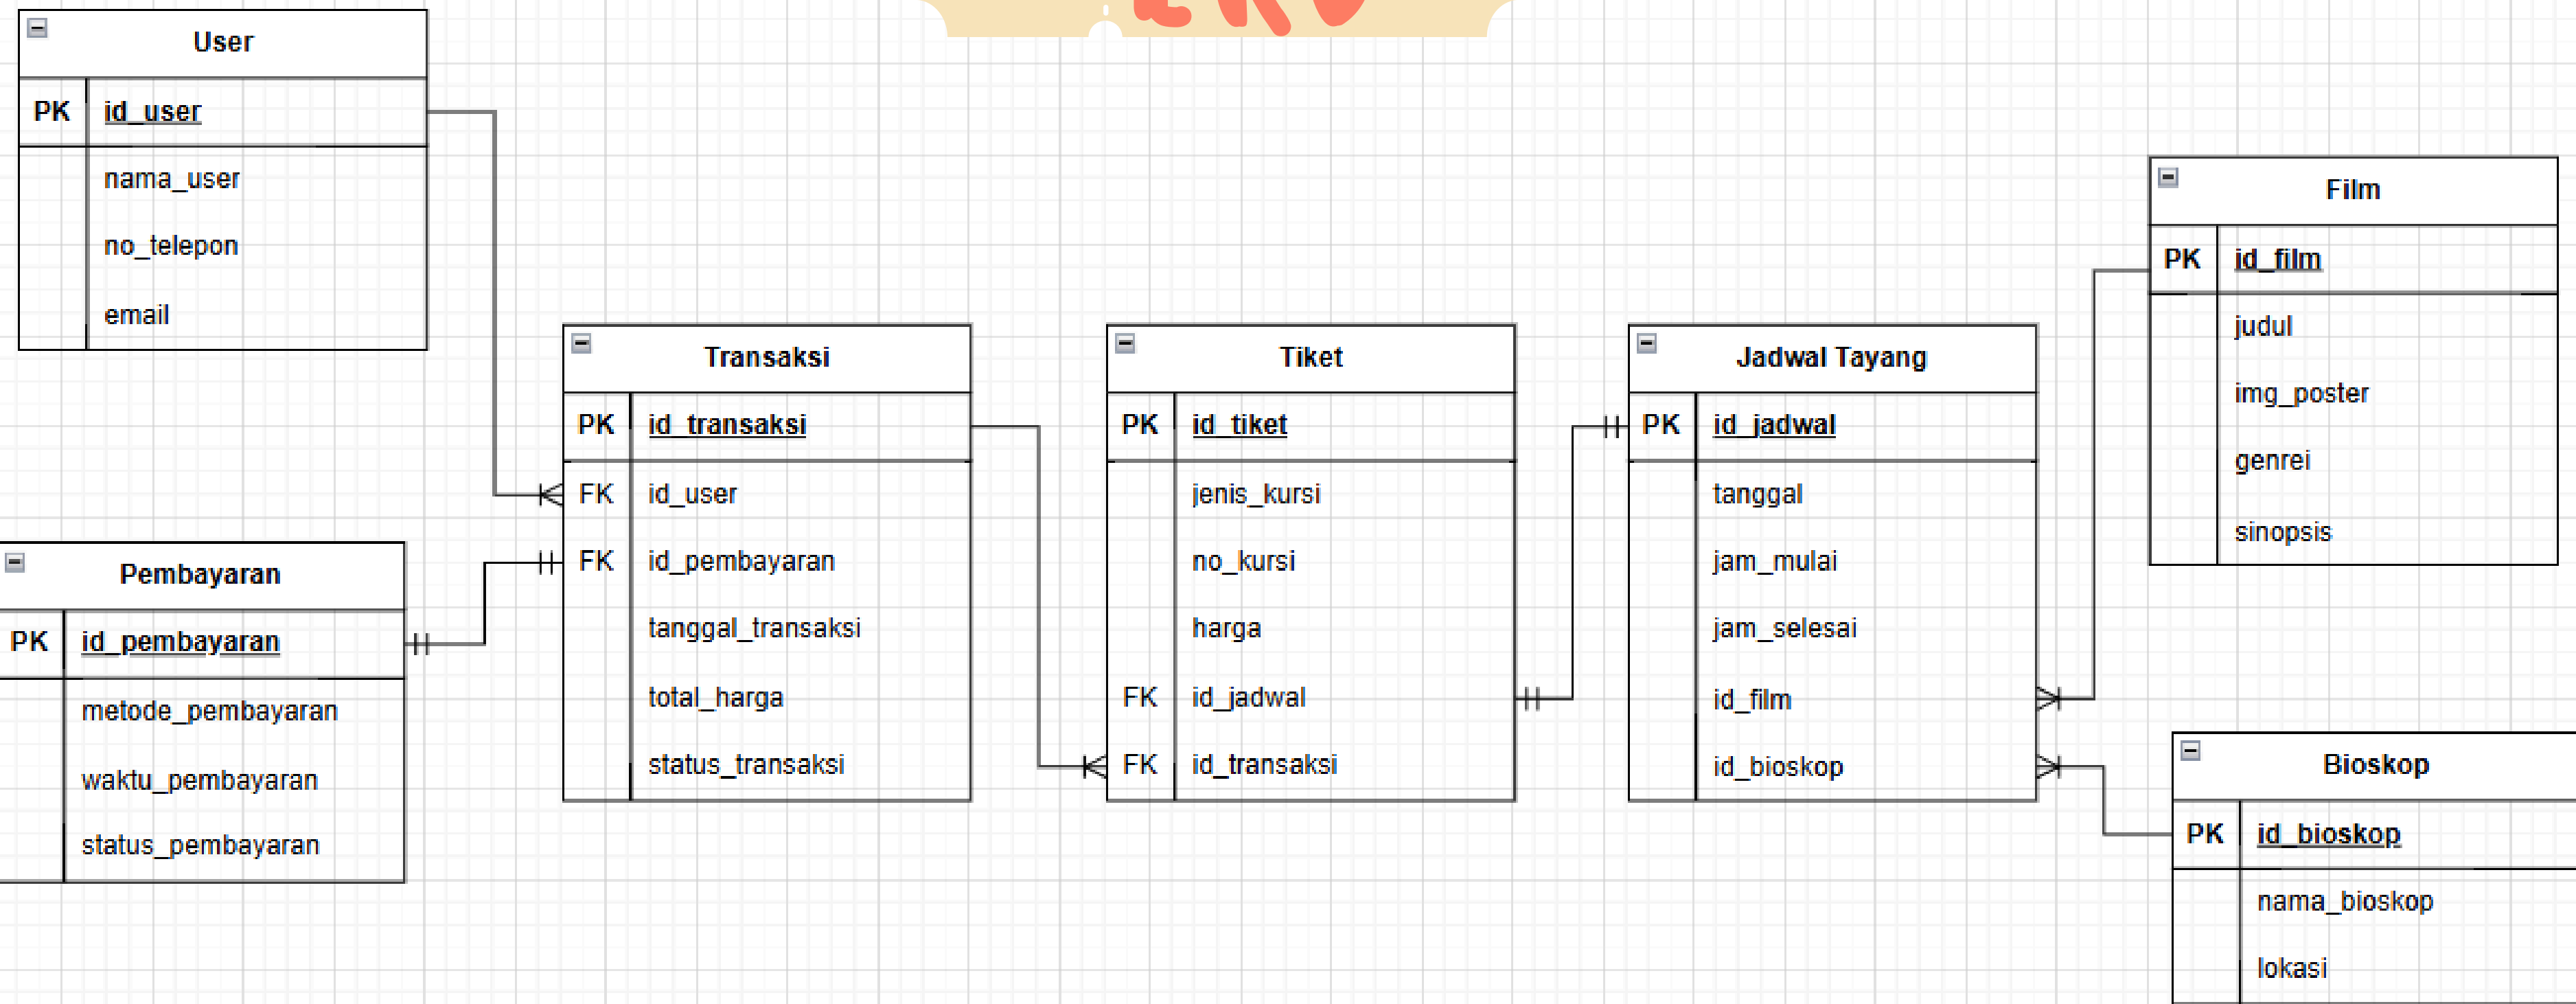 User
PK id_user
nama_user
no_telepon
email
Pembayaran
PK id_pembayaran
metode_pembayaran
waktu_pembayaran
status_pembayaran
Transaksi
PK id_transaksi
FK id_user
FK id_pembayaran
tanggal_transaksi
total_harga
status_transaksi
Tiket
PK id_tiket
jenis_kursi
no_kursi
harga
FK id_jadwal
FK id_transaksi
Jadwal Tayang
PK id_jadwal
tanggal
jam_mulai
jam_selesai
id_film
id_bioskop
Film
PK id_film
judul
img_poster
genrei
sinopsis
Bioskop
PK id_bioskop
nama_bioskop
lokasi